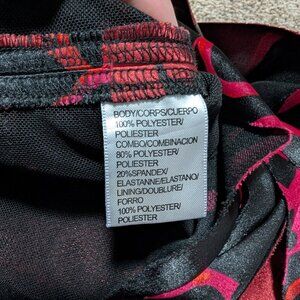 BODY/CORPS/CUERPO
100% POLYESTER/
POLIESTER
COMBO/COMBINACION
80% POLYESTER/
POLIESTER
20%SPANDEX/
ELASTANNE/ELASTANO/
LINING/DOUBLURE/
FORRO
100% POLYESTER/
POLIESTER